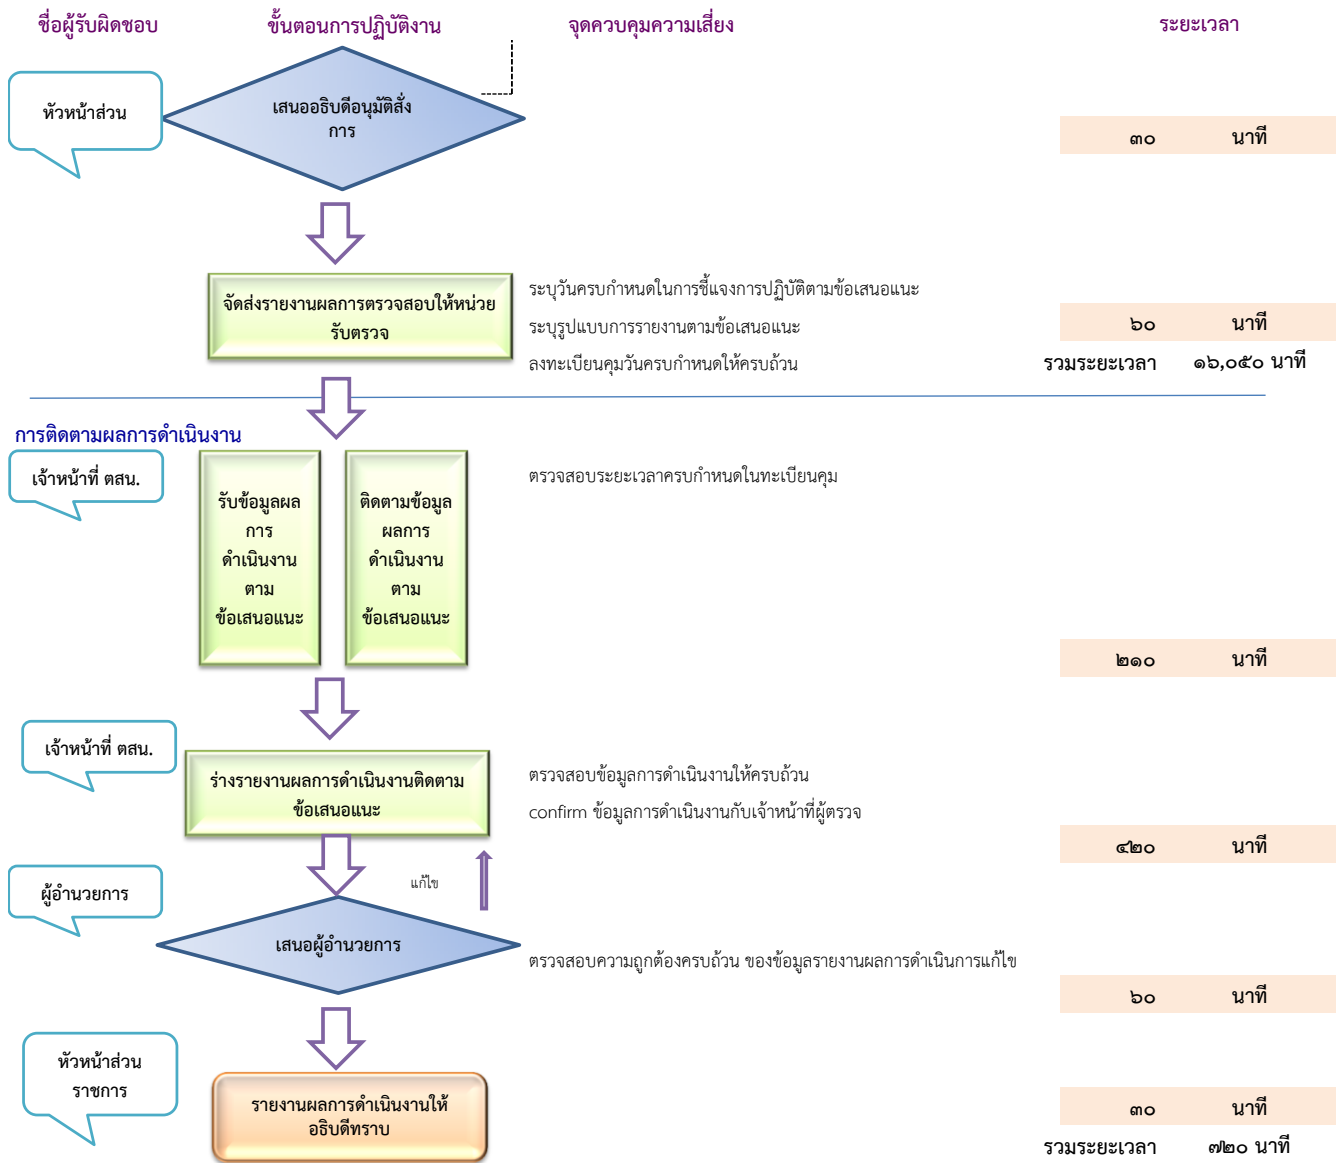 ชื่อผู้รับผิดชอบ ขั้นตอนการปฏิบัติงาน จุดควบคุมความเสี่ยง ระยะเวลา
หัวหน้าส่วน
เสนออธิบดีอนุมัติสั่ง
การ
๓๐ นาที
จัดส่งรายงานผลการตรวจสอบให้หน่วย
รับตรวจ
ระบุวันครบกำหนดในการชี้แจงการปฏิบัติตามข้อเสนอแนะ
ระบุรูปแบบการรายงานตามข้อเสนอแนะ
ลงทะเบียนคุมวันครบกำหนดให้ครบถ้วน
๖๐ นาที
รวมระยะเวลา ๑๖,๐๕๐ นาที
การติดตามผลการดำเนินงาน
เจ้าหน้าที่ ตสน.
รับข้อมูลผล
การ
ดำเนินงาน
ตาม
ข้อเสนอแนะ
ติดตามข้อมูล
ผลการ
ดำเนินงาน
ตาม
ข้อเสนอแนะ
ตรวจสอบระยะเวลาครบกำหนดในทะเบียนคุม
๒๑๐ นาที
เจ้าหน้าที่ ตสน.
ร่างรายงานผลการดำเนินงานติดตาม
ข้อเสนอแนะ
ตรวจสอบข้อมูลการดำเนินงานให้ครบถ้วน
confirm ข้อมูลการดำเนินงานกับเจ้าหน้าที่ผู้ตรวจ
๔๒๐ นาที
แก้ไข
ผู้อำนวยการ
เสนอผู้อำนวยการ
ตรวจสอบความถูกต้องครบถ้วน ของข้อมูลรายงานผลการดำเนินการแก้ไข
๖๐ นาที
หัวหน้าส่วน
ราชการ
รายงานผลการดำเนินงานให้
อธิบดีทราบ
๓๐ นาที
รวมระยะเวลา ๗๒๐ นาที